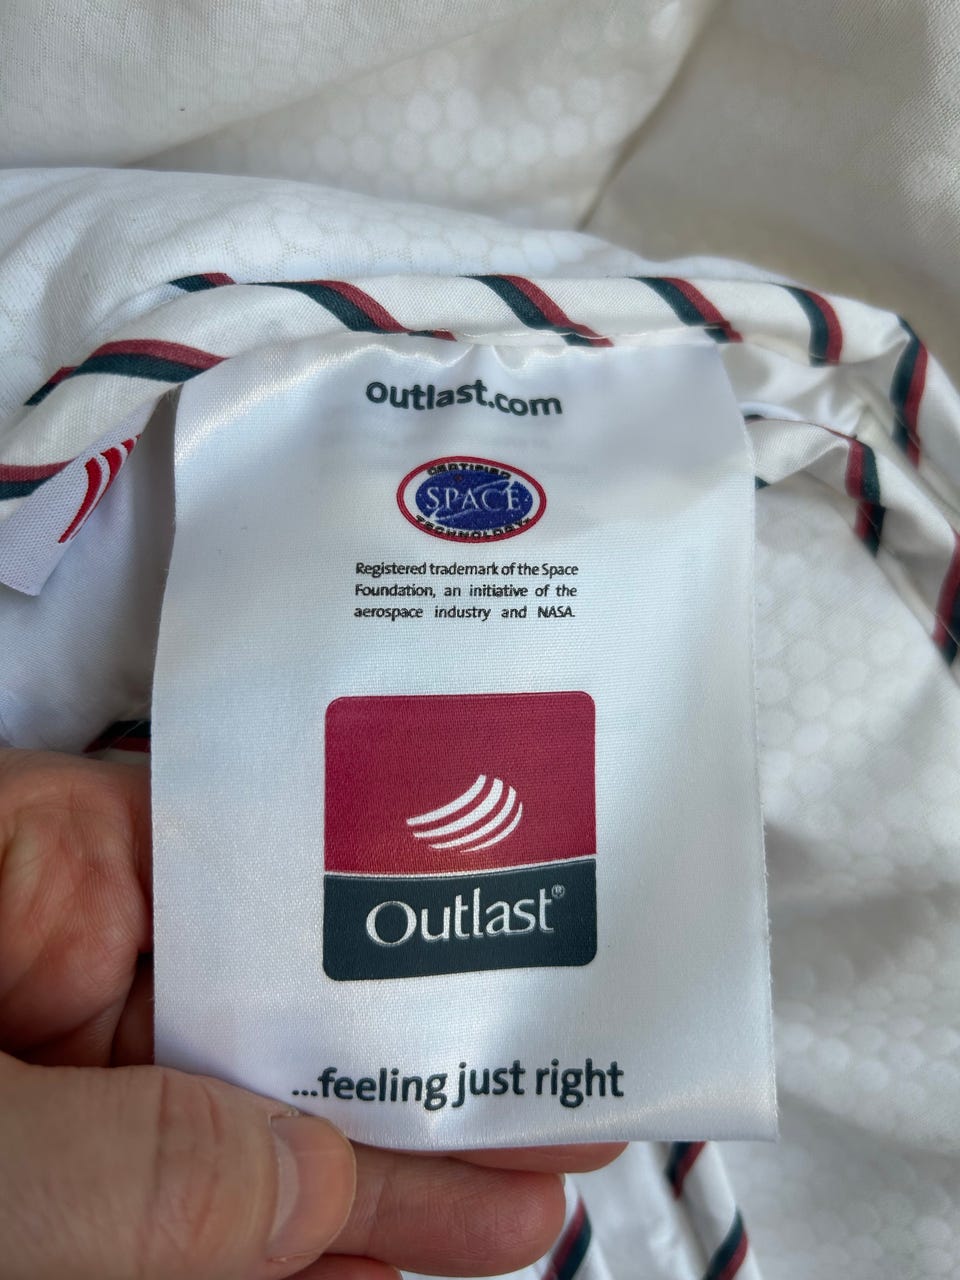 outlast.com
CERTIFIED
SPACE
TECHNOLOGY
Registered trademark of the Space
Foundation, an initiative of the
aerospace industry and NASA.
Outlast®
...feeling just right